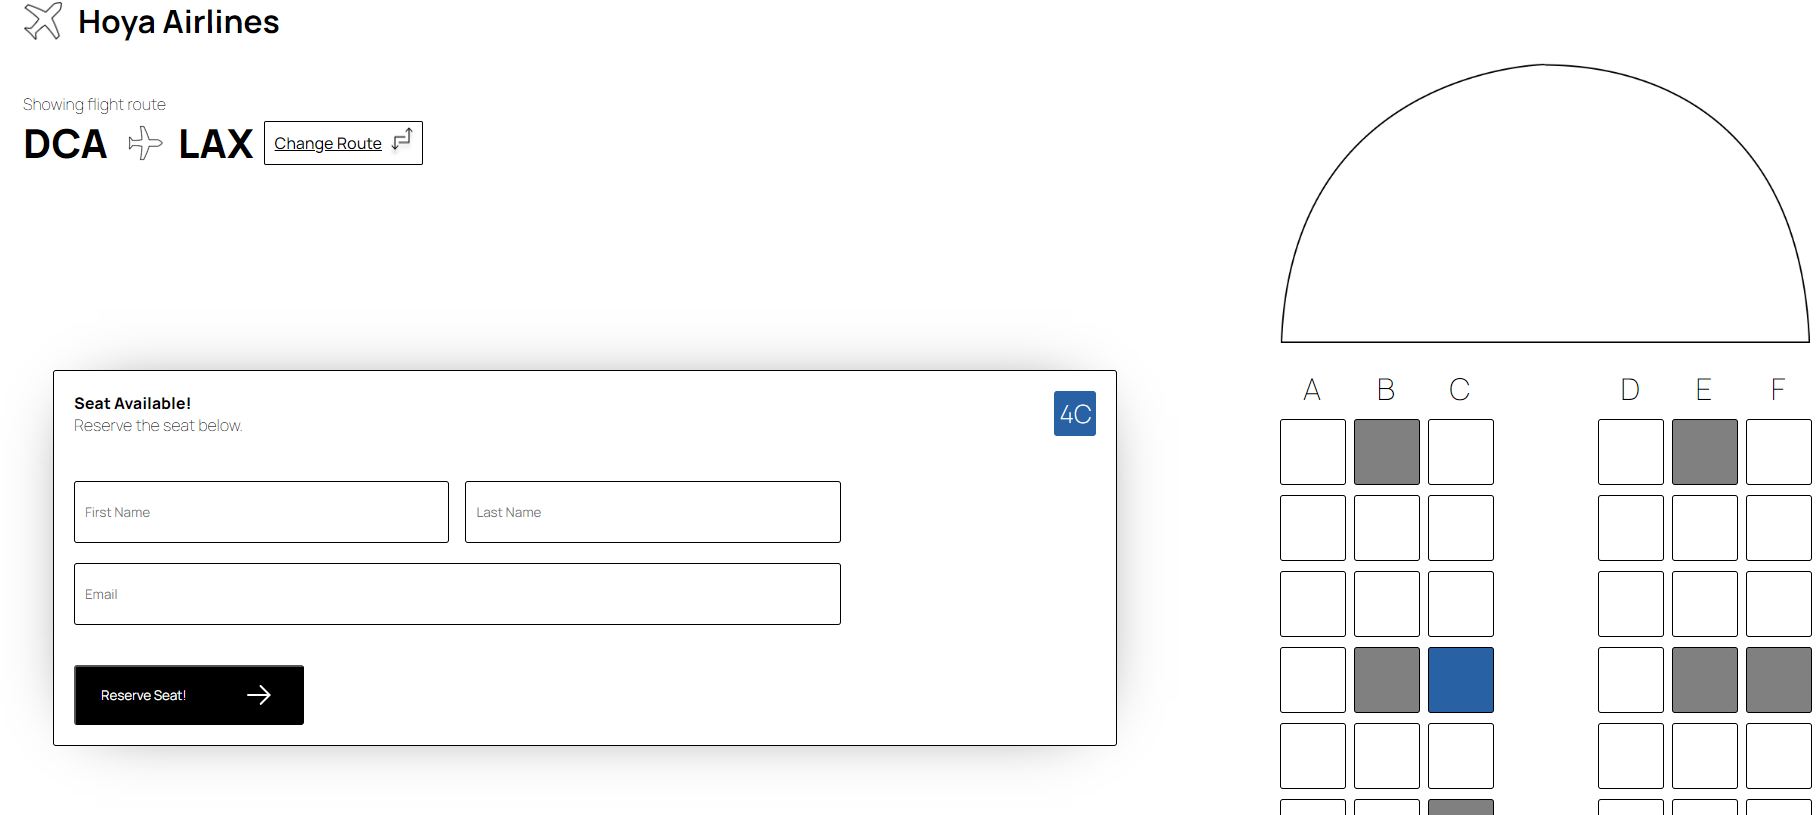 Hoya Airlines
Showing flight route
DCA LAX Change Route
Seat Available!
Reserve the seat below.
4C
First Name Last Name
Email
Reserve Seat!
A B C D E F